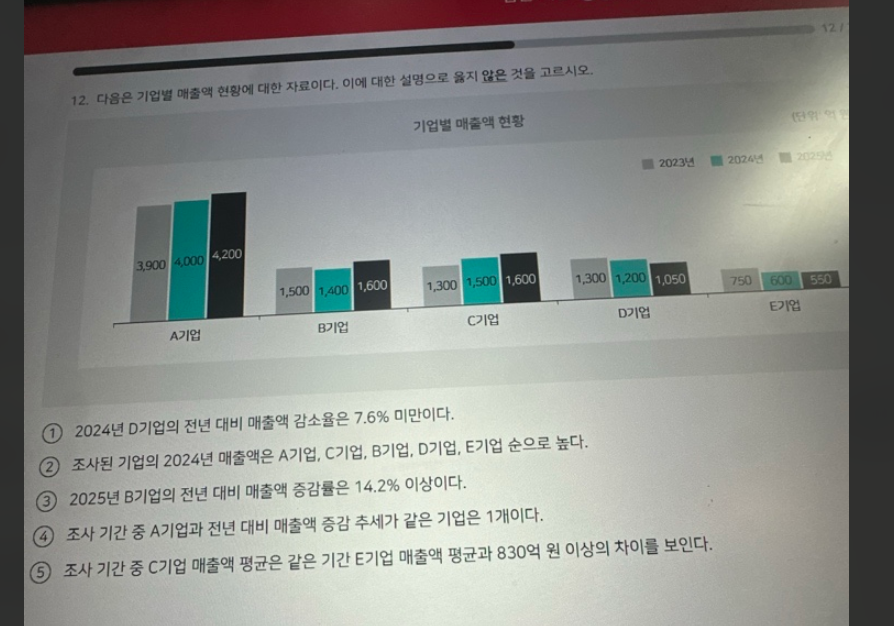 12 /
12. 다음은 기업별 매출액 현황에 대한 자료이다. 이에 대한 설명으로 옳지 않은 것을 고르시오.
기업별 매출액 현황
(단위: 억
2023년 2024년 2025년
3,900 4,000 4,200 1,500 1,400 1,600 1,300 1,500 1,600 1,300 1,200 1,050 750 600 550
A기업 B기업 C기업 D기업 E기업
① 2024년 D기업의 전년 대비 매출액 감소율은 7.6% 미만이다.
② 조사된 기업의 2024년 매출액은 A기업, C기업, B기업, D기업, E기업 순으로 높다.
③ 2025년 B기업의 전년 대비 매출액 증감률은 14.2% 이상이다.
④ 조사 기간 중 A기업과 전년 대비 매출액 증감 추세가 같은 기업은 1개이다.
⑤ 조사 기간 중 C기업 매출액 평균은 같은 기간 E기업 매출액 평균과 830억 원 이상의 차이를 보인다.